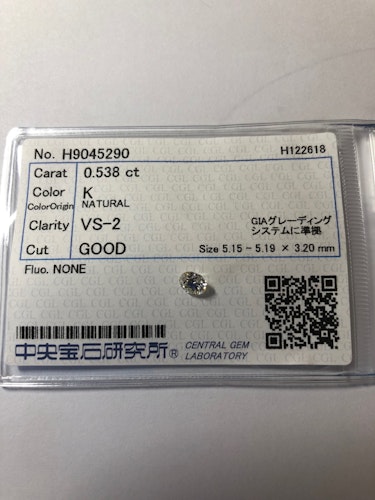 No. H9045290 H122618
Carat 0.538 ct
Color K
ColorOrigin NATURAL
Clarity VS-2 GIAグレーディング
システムに準拠
Cut GOOD Size 5.15 ~ 5.19 × 3.20 mm
Fluo. NONE
中央宝石研究所® CENTRAL GEM
LABORATORY